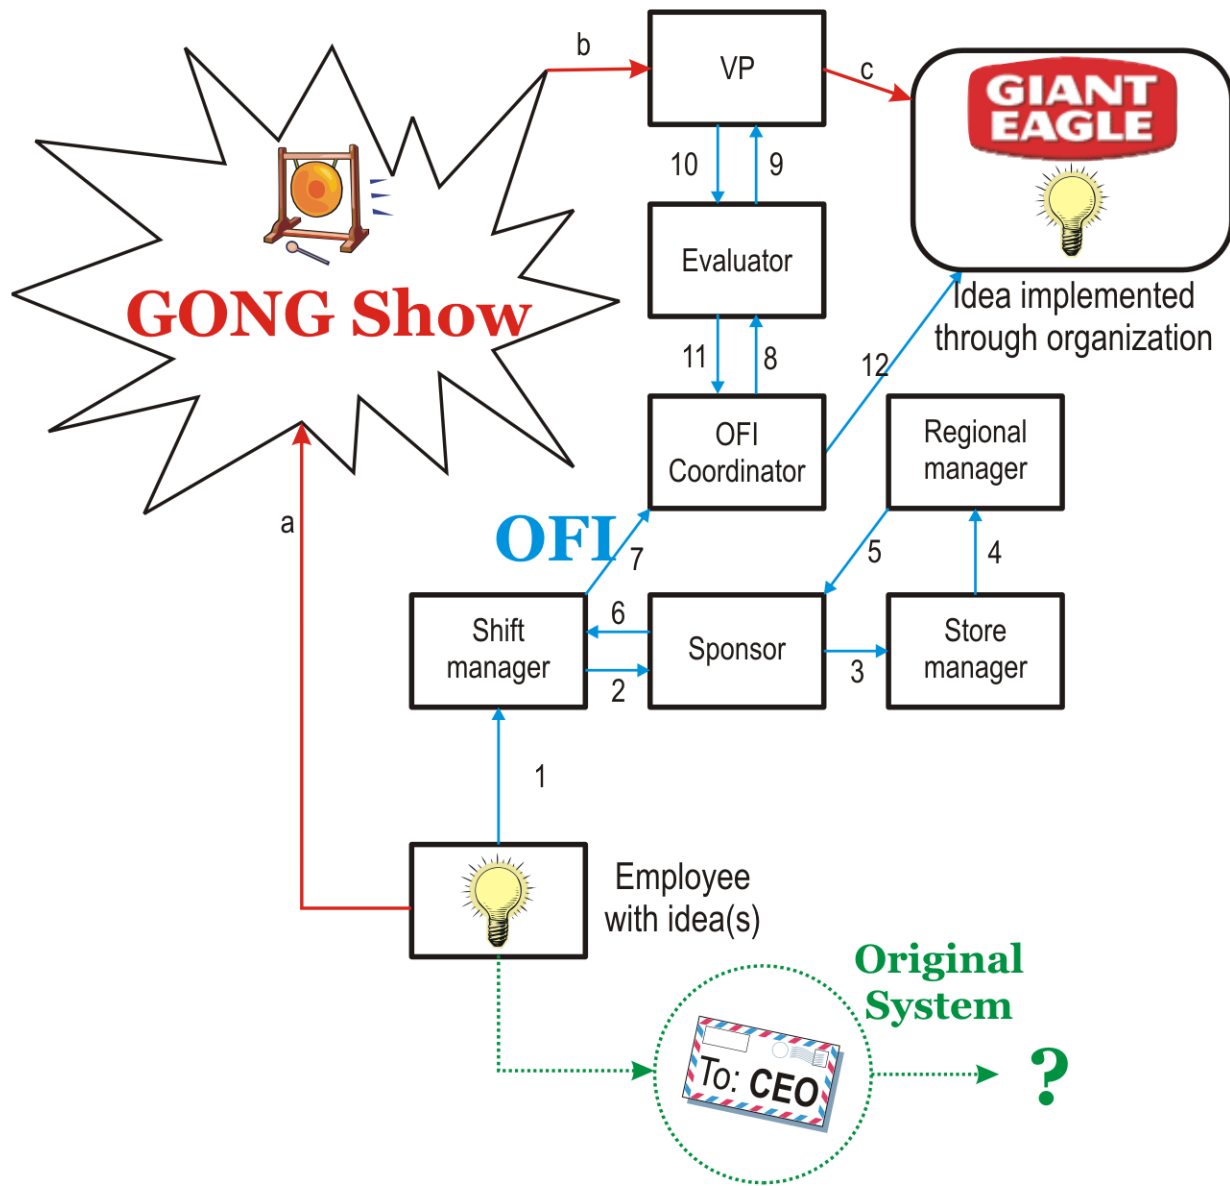 b
VP
c
GIANT
EAGLE
10
9
Evaluator
GONG Show
Idea implemented
through organization
11
8
12
OFI
Coordinator
Regional
manager
a
OFI
7
5
4
Shift
manager
6
2
Sponsor
3
Store
manager
1
Employee
with idea(s)
Original
System
To: CEO
?